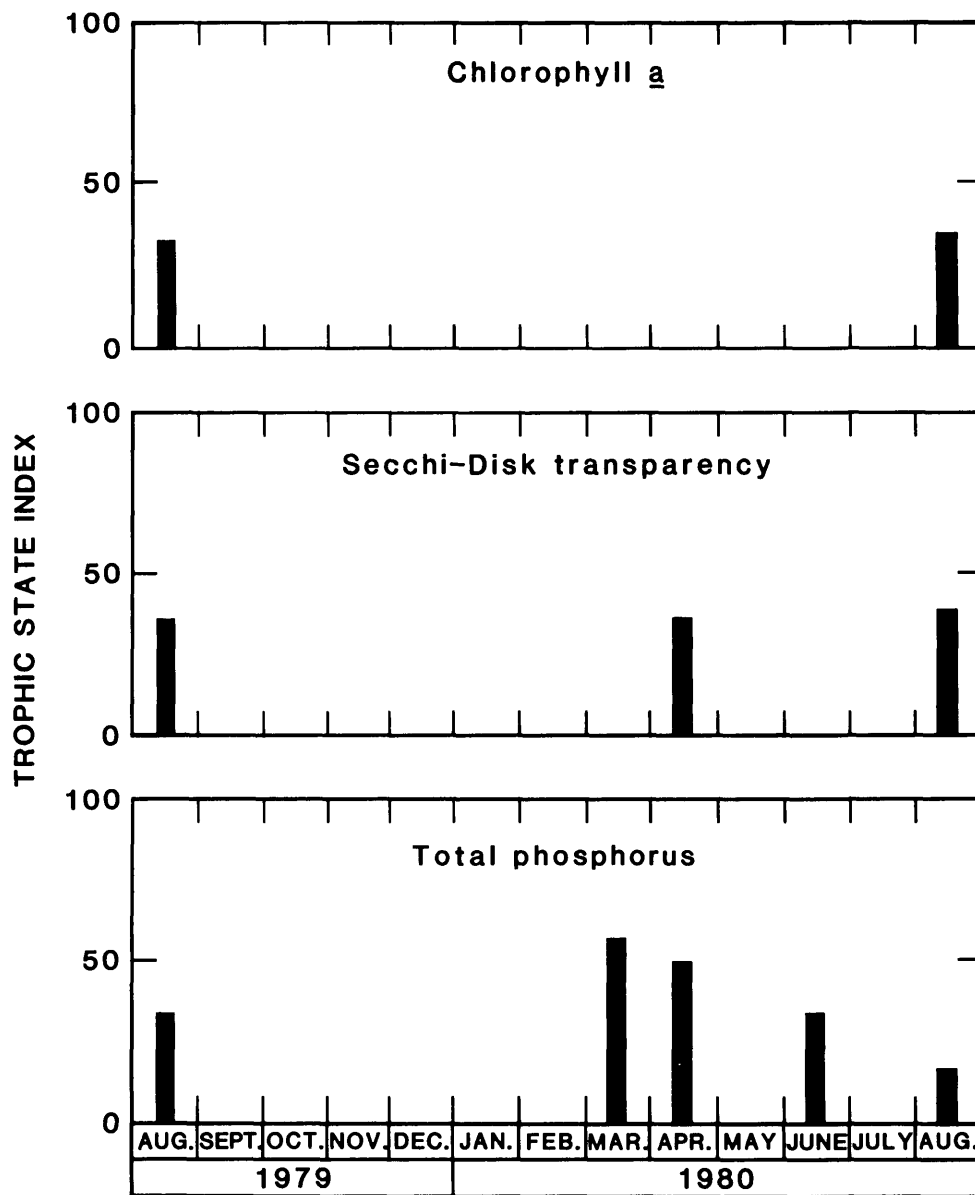 TROPHIC STATE INDEX
100
Chlorophyll a
50
0
100
Secchi-Disk transparency
50
0
100
Total phosphorus
50
0
AUG. SEPT. OCT. NOV. DEC. JAN. FEB. MAR. APR. MAY JUNE JULY AUG.
1979 1980